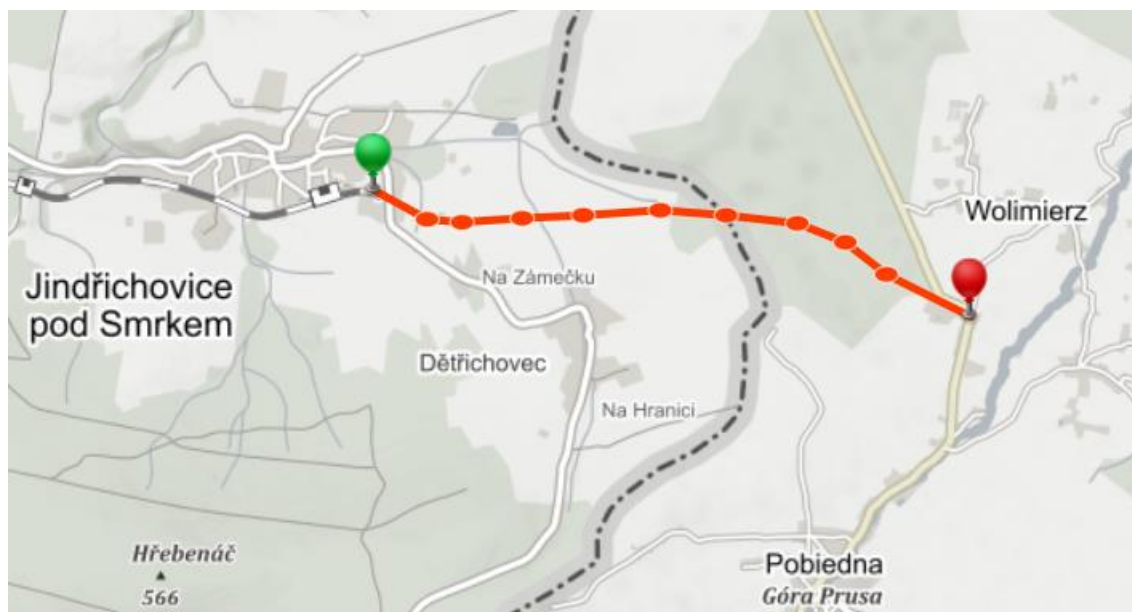 Wolimierz
Na Zámečku
Jindřichovice
pod Smrkem
Dětřichovec
Na Hranici
Hřebenáč
566
Pobiedna
Góra Prusa